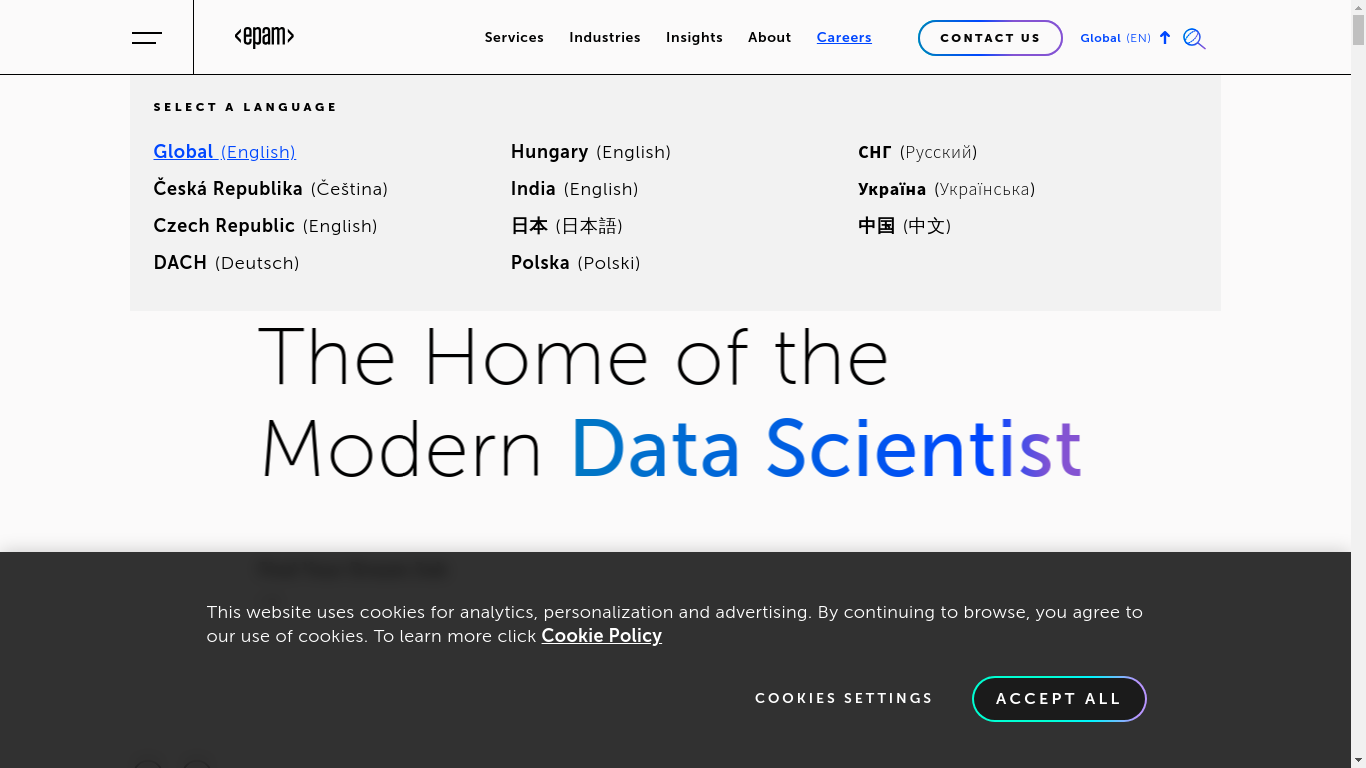 <epam>
Services Industries Insights About Careers CONTACT US Global (EN)
SELECT A LANGUAGE
Global (English)
Česká Republika (Čeština)
Czech Republic (English)
DACH (Deutsch)
Hungary (English)
India (English)
日本 (日本語)
Polska (Polski)
СНГ (Русский)
Україна (Українська)
中国 (中文)
The Home of the
Modern Data Scientist
This website uses cookies for analytics, personalization and advertising. By continuing to browse, you agree to
our use of cookies. To learn more click Cookie Policy
COOKIES SETTINGS ACCEPT ALL